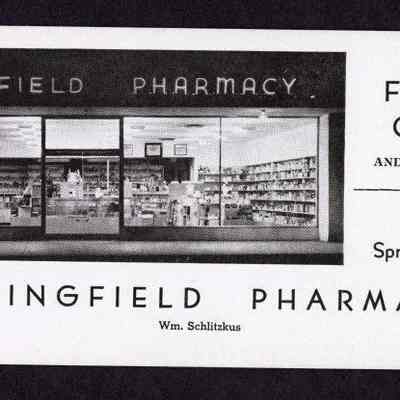 FIELD PHARMACY
F
AND
Spr
INGFIELD PHARMA
Wm. Schlitzkus